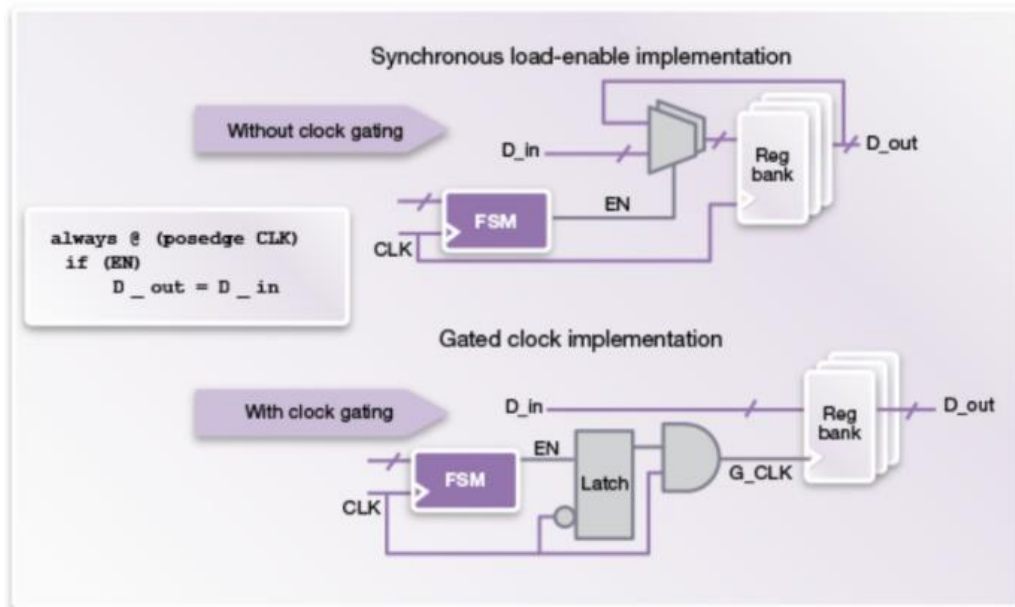 Synchronous load-enable implementation
Without clock gating
D_in
Reg
bank
D_out
EN
FSM
CLK
always @ (posedge CLK)
if (EN)
D _ out = D _ in
Gated clock implementation
With clock gating
D_in
Reg
bank
D_out
EN
FSM
Latch
G_CLK
CLK